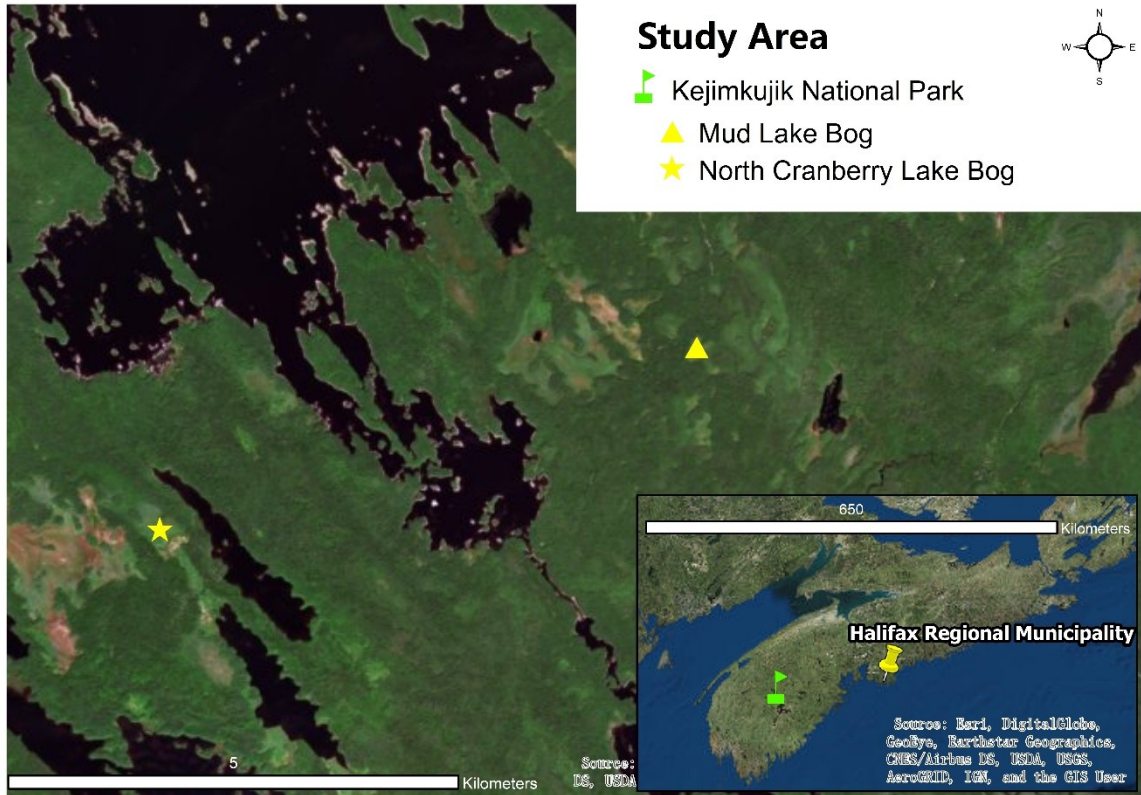 Study Area
N
W E
S
Kejimkujik National Park
Mud Lake Bog
North Cranberry Lake Bog
650
Kilometers
Halifax Regional Municipality
Source: Esri, DigitalGlobe,
GeoEye, Earthstar Geographics,
CNES/Airbus DS, USDA, USGS,
AeroGRID, IGN, and the GIS User
5
Kilometers
Source:
DS, USDA